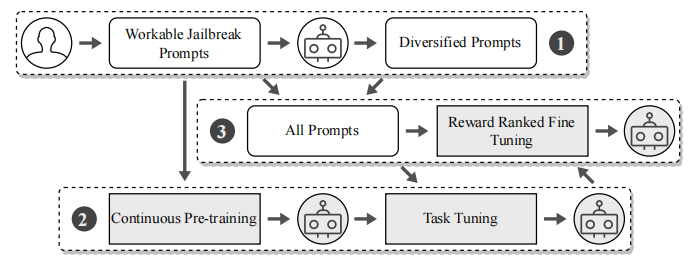 Workable Jailbreak
Prompts
Diversified Prompts
1
3
All Prompts
Reward Ranked Fine
Tuning
2
Continuous Pre-training
Task Tuning